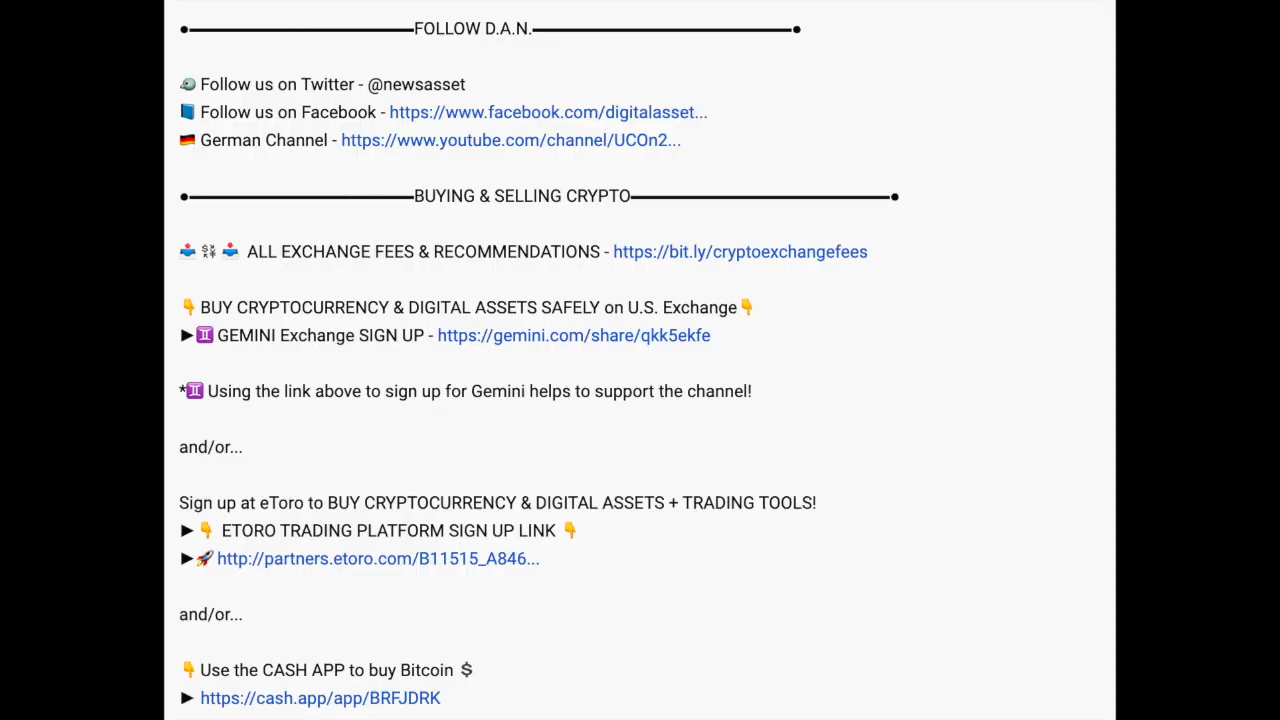 ●━━━━━━━━━━━━━FOLLOW D.A.N.━━━━━━━━━━━━━━━●
Follow us on Twitter - @newsasset
📘 Follow us on Facebook - https://www.facebook.com/digitalasset...
🇩🇪 German Channel - https://www.youtube.com/channel/UCOn2...
●━━━━━━━━━━━━━BUYING & SELLING CRYPTO━━━━━━━━━━━━━━━●
📥 💱 📥 ALL EXCHANGE FEES & RECOMMENDATIONS - https://bit.ly/cryptoexchangefees
👇 BUY CRYPTOCURRENCY & DIGITAL ASSETS SAFELY on U.S. Exchange👇
►♊ GEMINI Exchange SIGN UP - https://gemini.com/share/qkk5ekfe
*♊ Using the link above to sign up for Gemini helps to support the channel!
and/or...
Sign up at eToro to BUY CRYPTOCURRENCY & DIGITAL ASSETS + TRADING TOOLS!
►👇 ETORO TRADING PLATFORM SIGN UP LINK 👇
►🚀 http://partners.etoro.com/B11515_A846...
and/or...
👇 Use the CASH APP to buy Bitcoin 💲
► https://cash.app/app/BRFJDRK